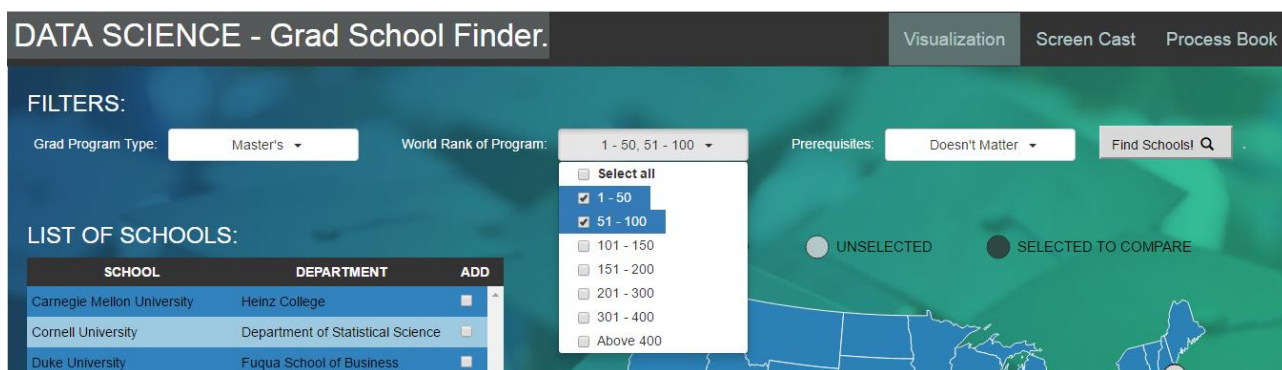 DATA SCIENCE - Grad School Finder.
Visualization
Screen Cast
Process Book
FILTERS:
Grad Program Type:
Master's
World Rank of Program:
1 - 50, 51 - 100
Prerequisites:
Doesn't Matter
Find Schools!
.
Select all
1 - 50
51 - 100
101 - 150
151 - 200
201 - 300
301 - 400
Above 400
UNSELECTED
SELECTED TO COMPARE
LIST OF SCHOOLS:
SCHOOL DEPARTMENT ADD
Carnegie Mellon University Heinz College
Cornell University Department of Statistical Science
Duke University Fuqua School of Business